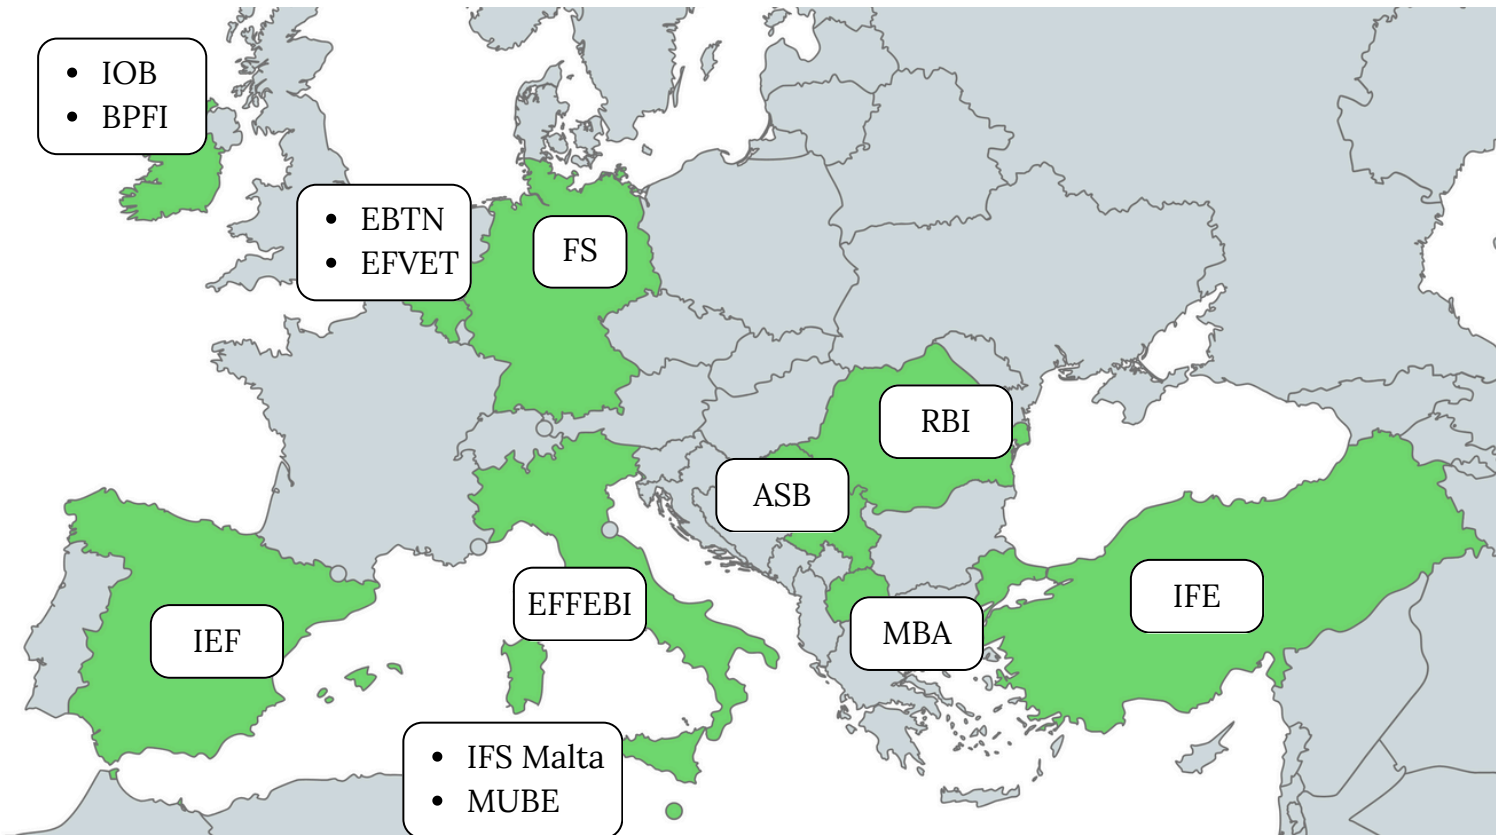 • IOB
• BPFI
• EBTN
• EFVET
FS
RBI
ASB
IFE
EFFEBI
MBA
IEF
• IFS Malta
• MUBE